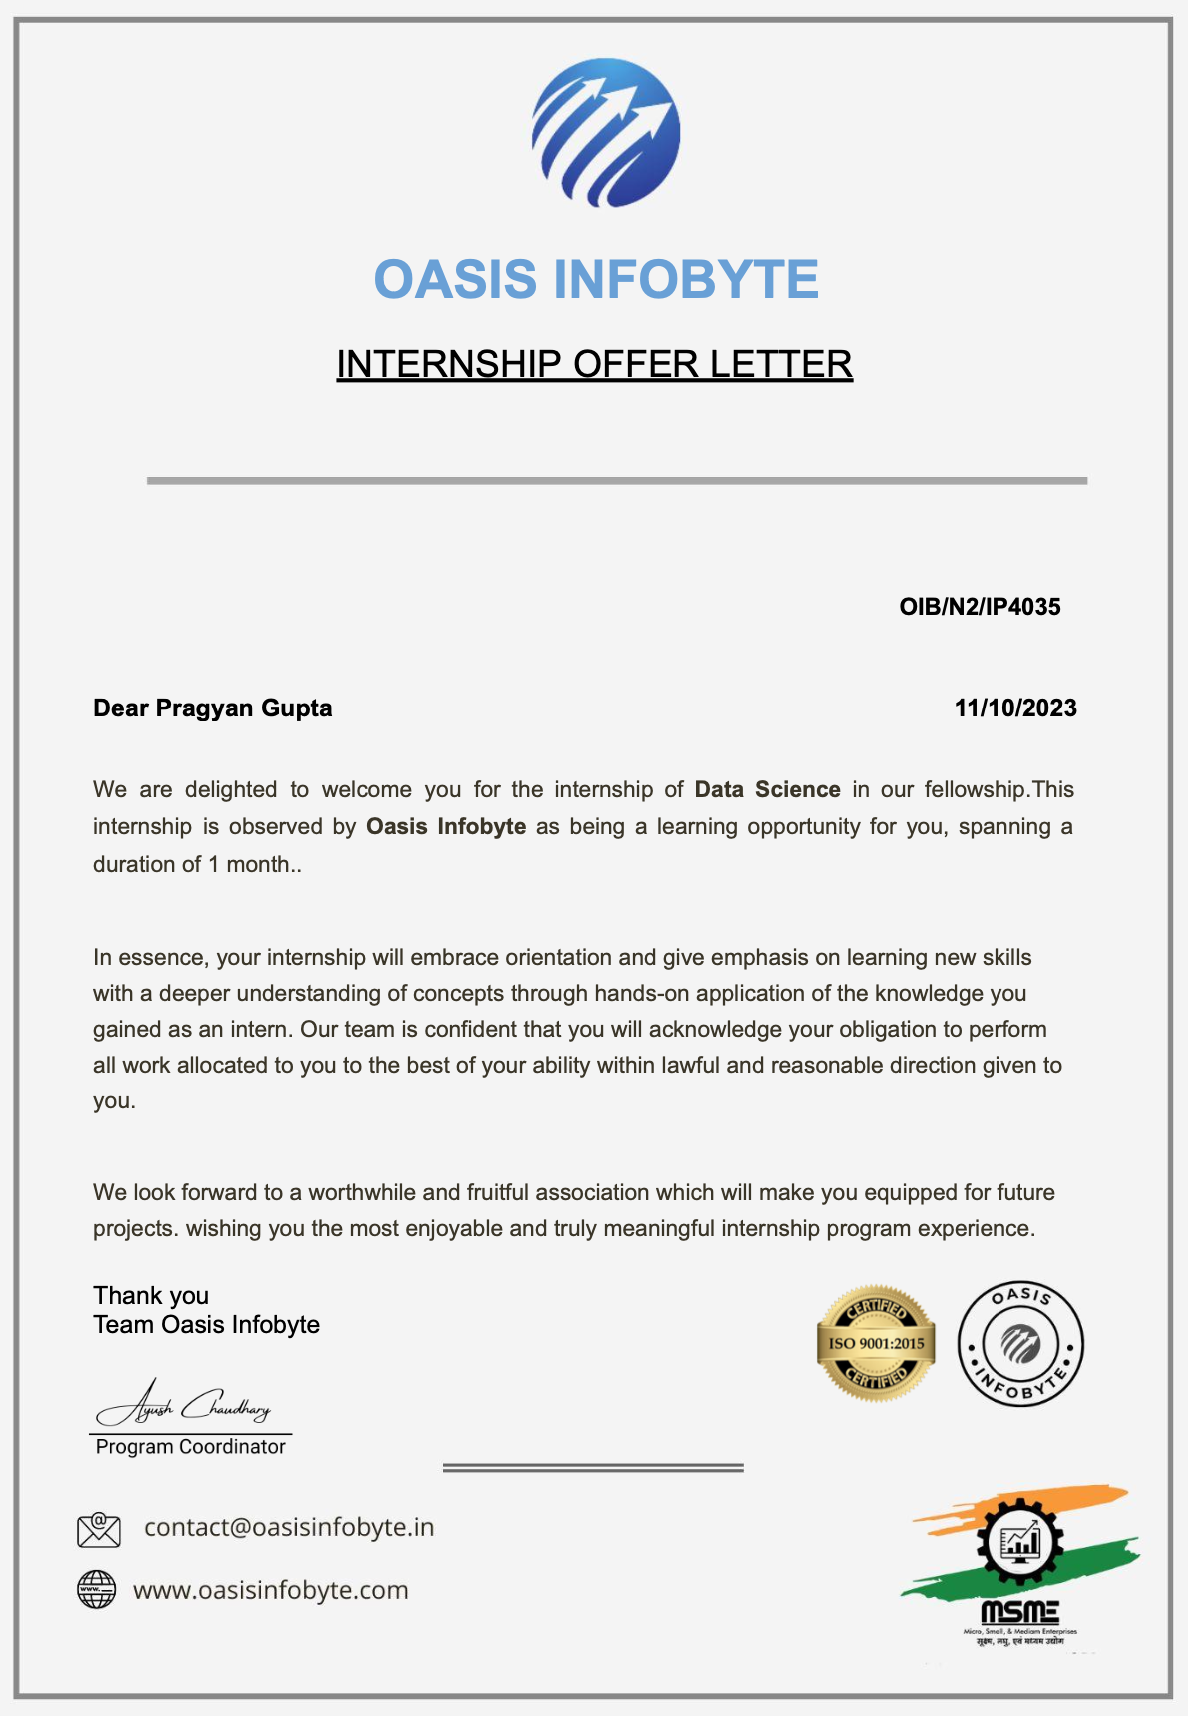 OASIS INFOBYTE
INTERNSHIP OFFER LETTER
OIB/N2/IP4035
Dear Pragyan Gupta 11/10/2023
We are delighted to welcome you for the internship of Data Science in our fellowship.This
internship is observed by Oasis Infobyte as being a learning opportunity for you, spanning a
duration of 1 month..
In essence, your internship will embrace orientation and give emphasis on learning new skills
with a deeper understanding of concepts through hands-on application of the knowledge you
gained as an intern. Our team is confident that you will acknowledge your obligation to perform
all work allocated to you to the best of your ability within lawful and reasonable direction given to
you.
We look forward to a worthwhile and fruitful association which will make you equipped for future
projects. wishing you the most enjoyable and truly meaningful internship program experience.
Thank you
Team Oasis Infobyte
CERTIFIED
ISO 9001:2015
CERTIFIED
OASIS
INFOBYTE
Ayush Chaudhary
Program Coordinator
@
contact@oasisinfobyte.in
www.
www.oasisinfobyte.com
MSME
Micro, Small, & Mediam Enterprises
सूक्ष्म, लघु, एवं मध्यम उद्योग